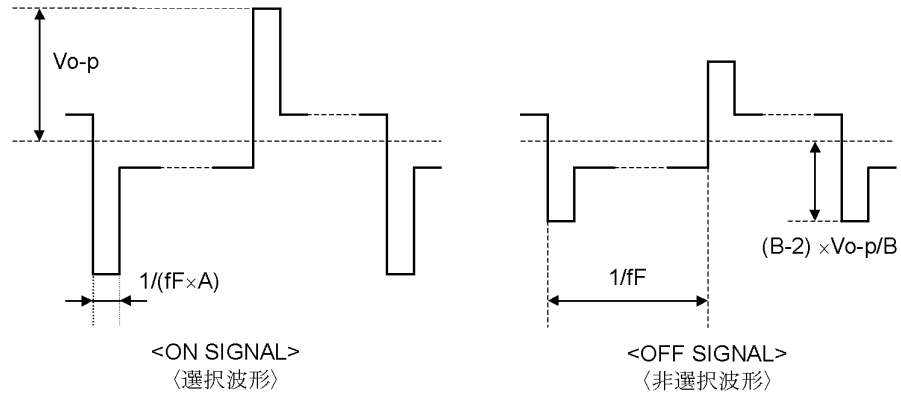 Vo-p
1/(fF×A)
<ON SIGNAL>
〈選択波形〉
(B-2) ×Vo-p/B
1/fF
<OFF SIGNAL>
〈非選択波形〉